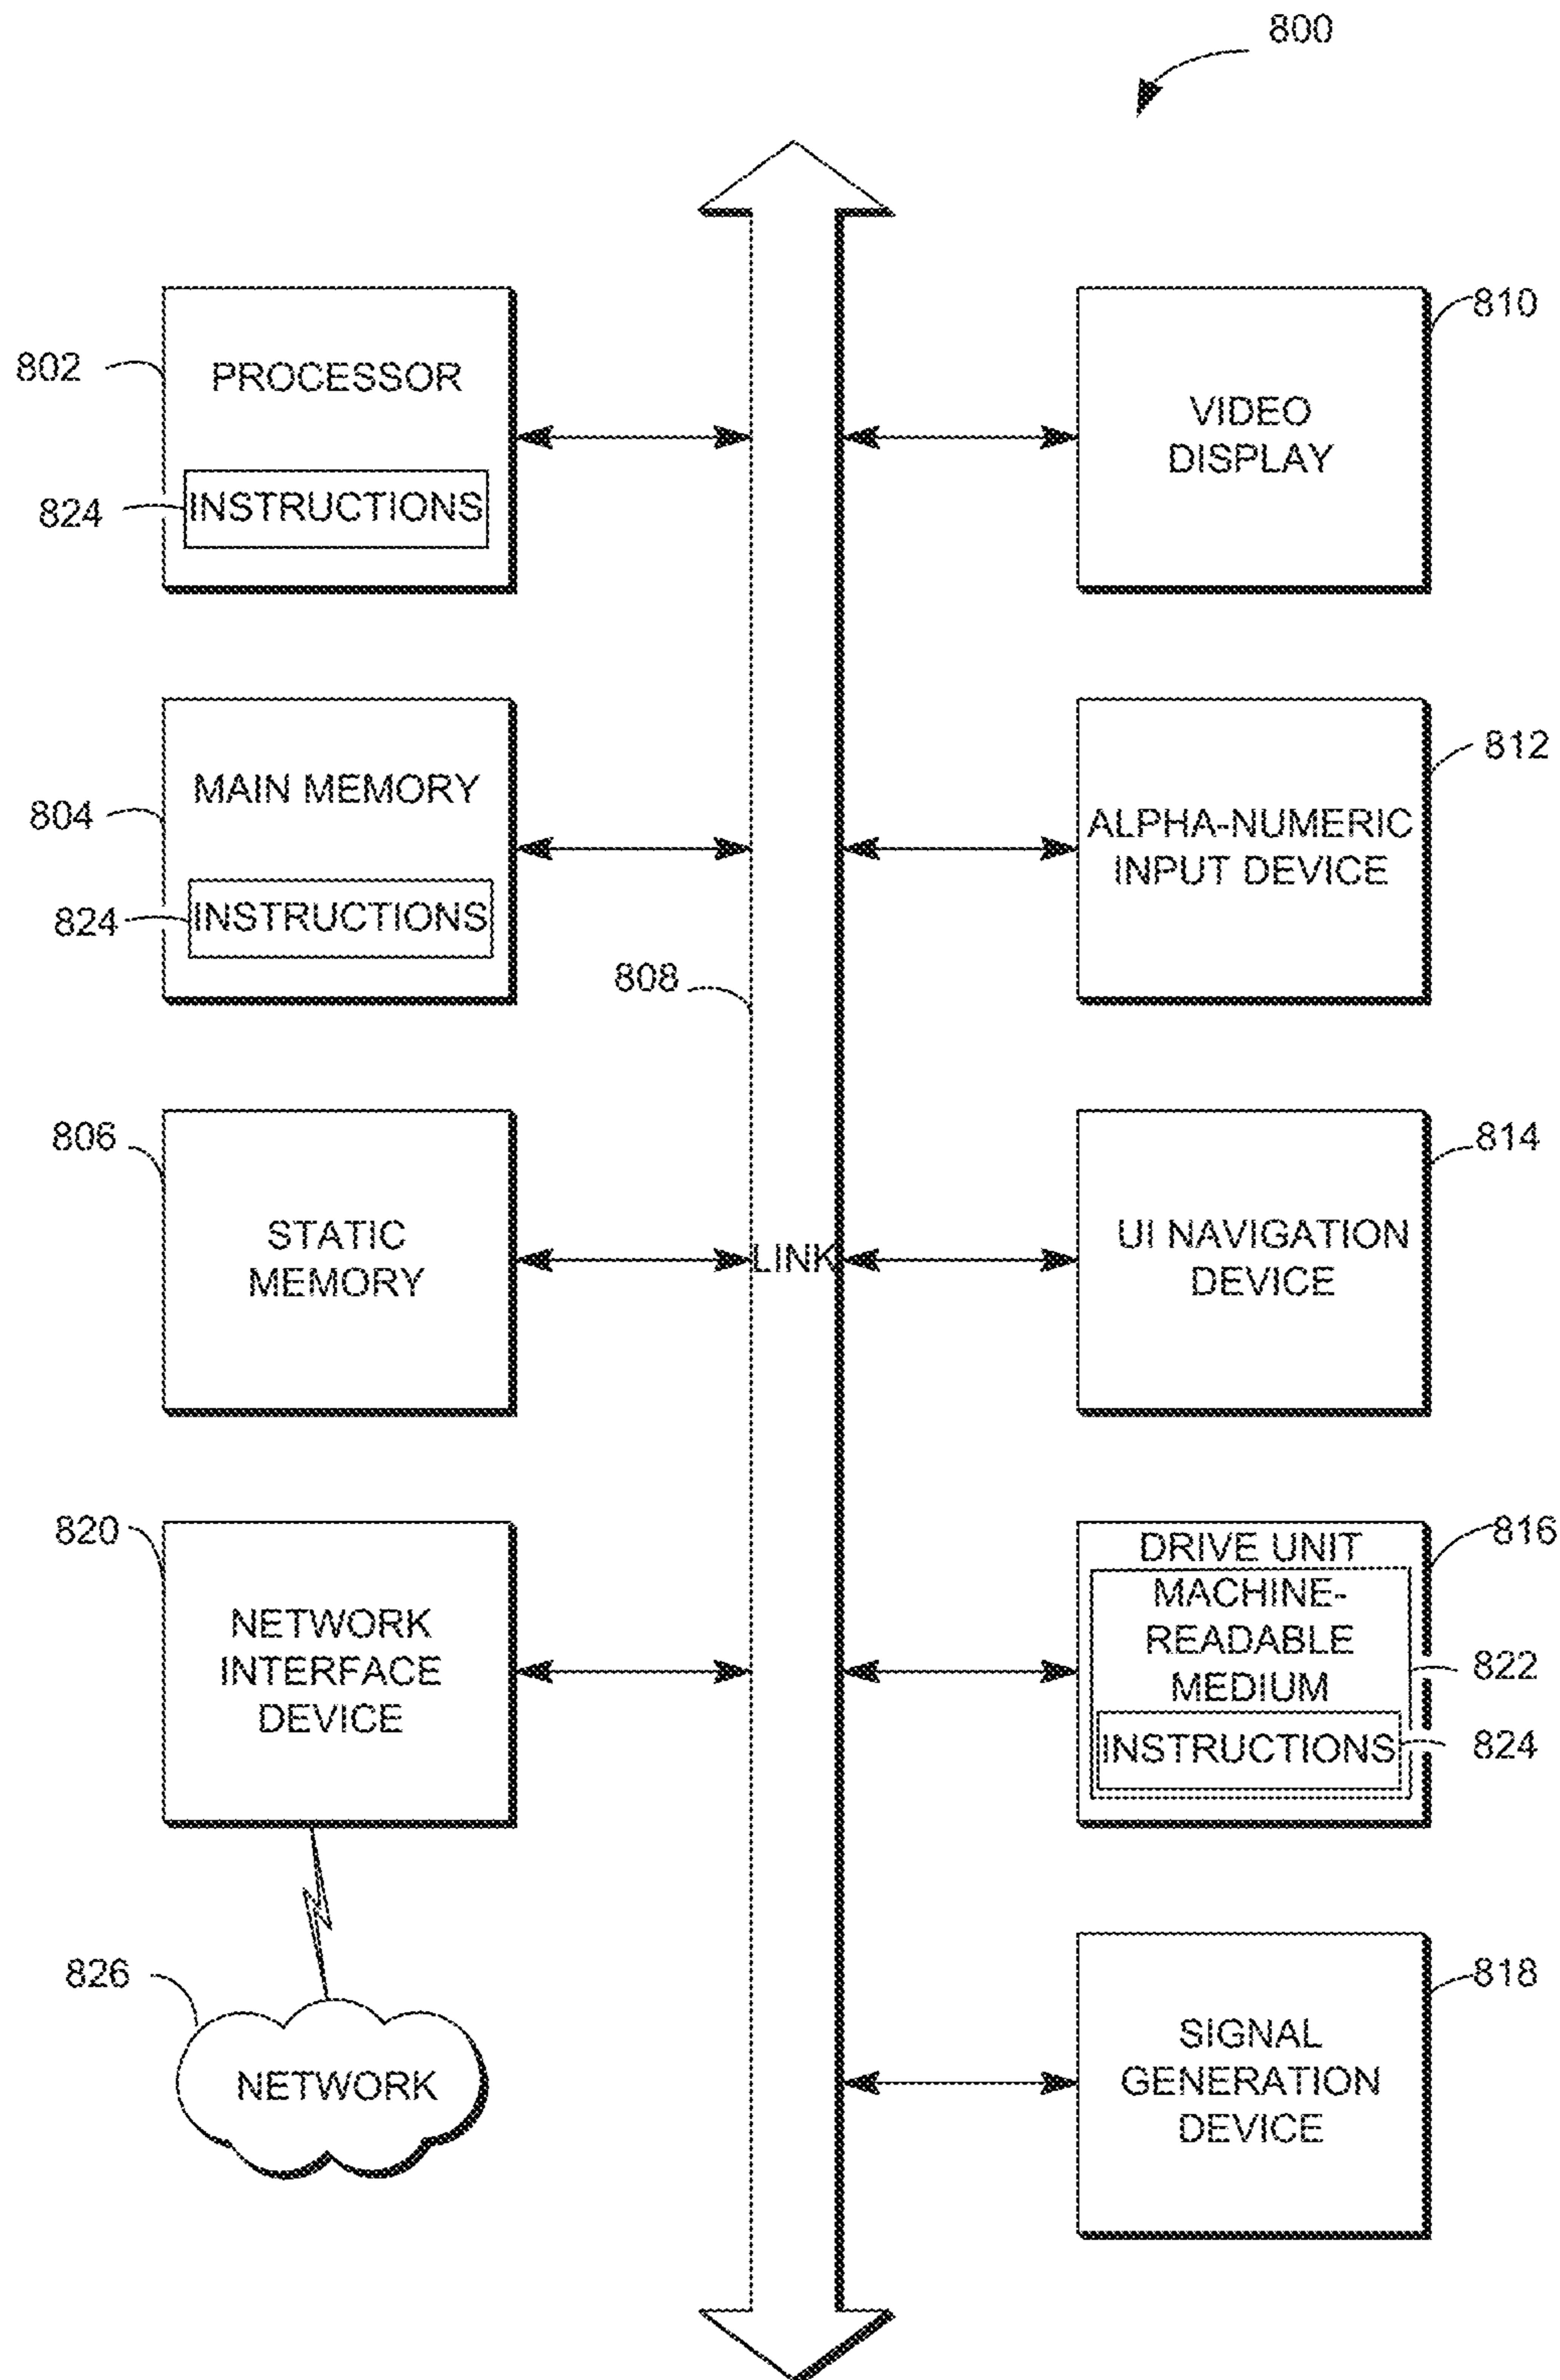 800
802
PROCESSOR
824
INSTRUCTIONS
810
VIDEO
DISPLAY
804
MAIN MEMORY
824
INSTRUCTIONS
812
ALPHA-NUMERIC
INPUT DEVICE
808
LINK
806
STATIC
MEMORY
814
UI NAVIGATION
DEVICE
820
NETWORK
INTERFACE
DEVICE
816
DRIVE UNIT
MACHINE-
READABLE
MEDIUM
822
INSTRUCTIONS
824
826
NETWORK
818
SIGNAL
GENERATION
DEVICE